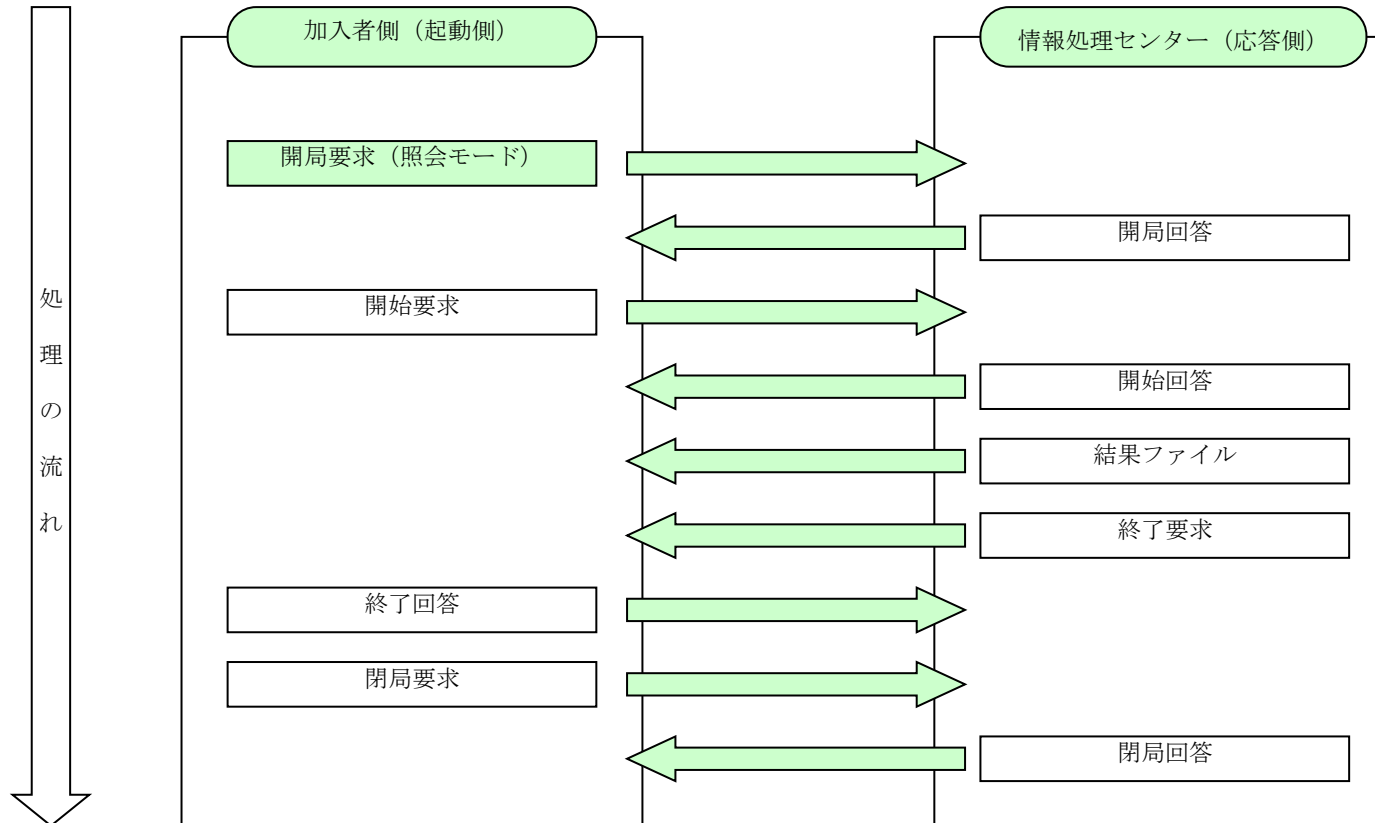 加入者側（起動側）
情報処理センター（応答側）
開局要求（照会モード）
開局回答
開始要求
開始回答
結果ファイル
終了要求
終了回答
閉局要求
閉局回答
処理の流れ